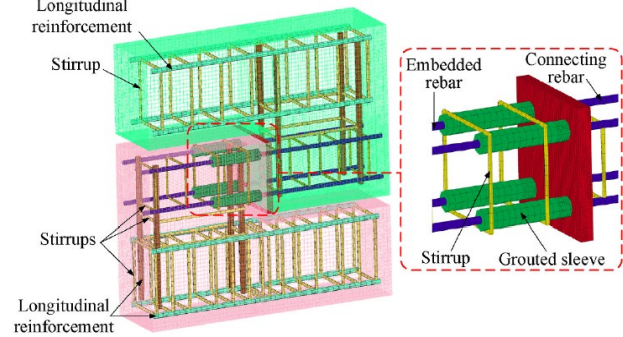 Longitudinal
reinforcement
Stirrup
Stirrups
Longitudinal
reinforcement
Embedded
rebar
Connecting
rebar
Stirrup
Grouted sleeve